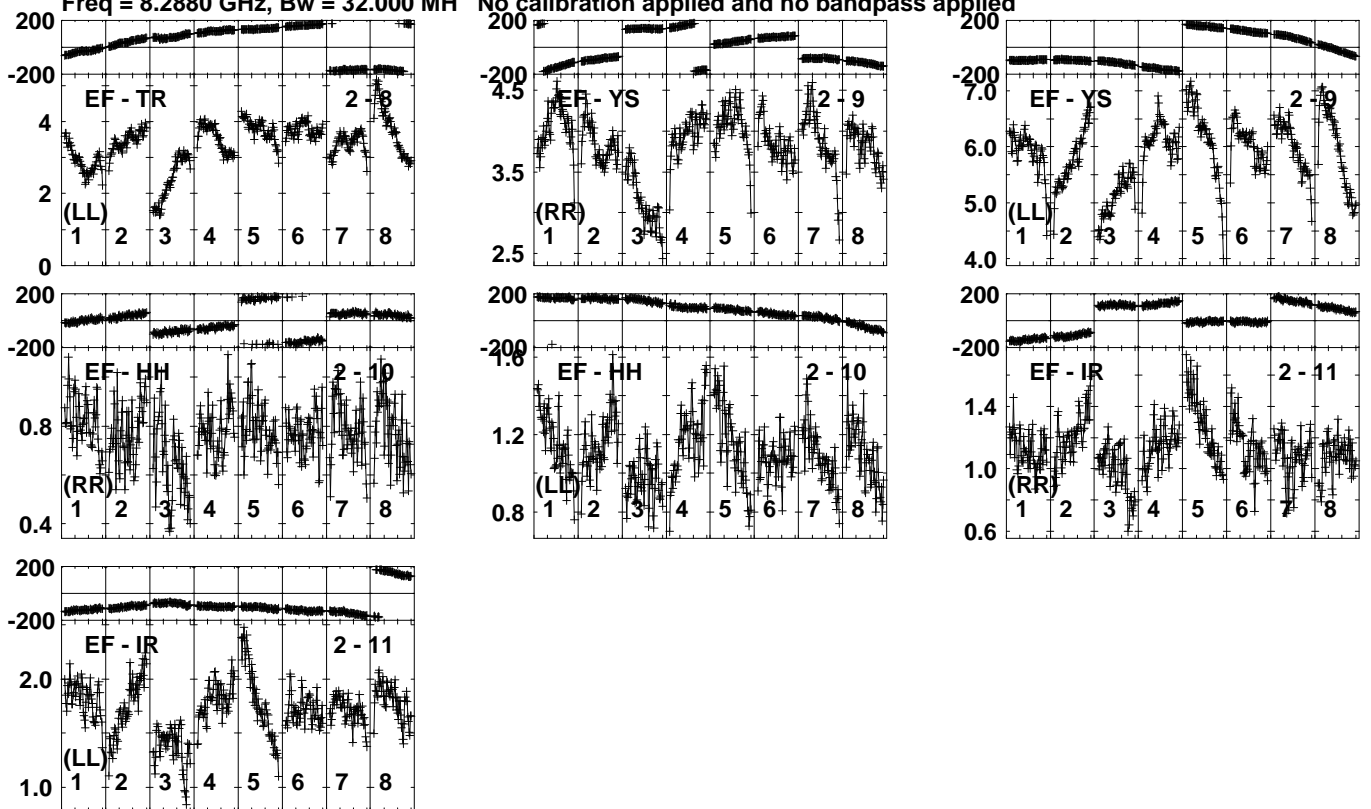 Freq = 8.2880 GHz, Bw = 32.000 MH No calibration applied and no bandpass applied
200
-200
EF - TR 2 - 8
4
2
(LL)
1 2 3 4 5 6 7 8
0
200
-200
4.5
EF - YS 2 - 9
3.5
(RR)
1 2 3 4 5 6 7 8
2.5
200
-200
7.0
EF - YS 2 - 9
6.0
5.0
(LL)
1 2 3 4 5 6 7 8
4.0
200
-200
EF - HH 2 - 10
0.8
(RR)
1 2 3 4 5 6 7 8
0.4
200
-200
1.6
EF - HH 2 - 10
1.2
(LL)
1 2 3 4 5 6 7 8
0.8
200
-200
EF - IR 2 - 11
1.4
1.0
(RR)
1 2 3 4 5 6 7 8
0.6
200
-200
EF - IR 2 - 11
2.0
(LL)
1 2 3 4 5 6 7 8
1.0